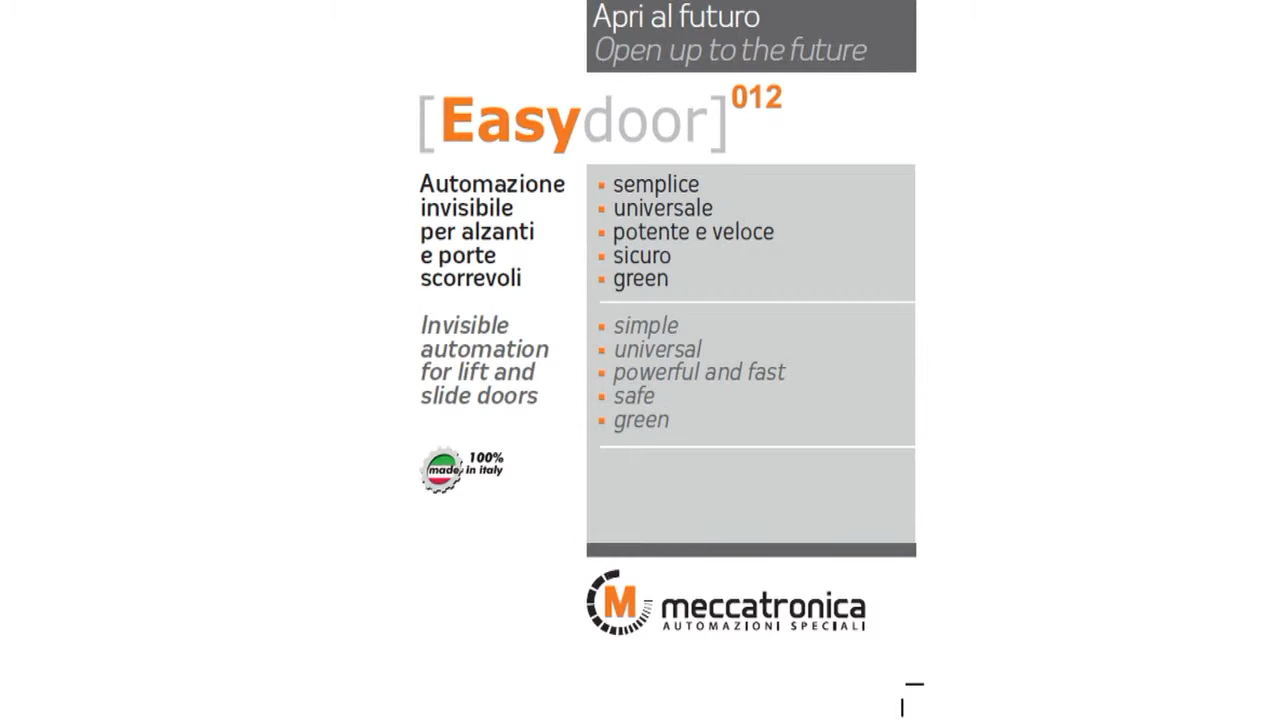 Apri al futuro
Open up to the future
[Easydoor]012
Automazione
invisibile
per alzanti
e porte
scorrevoli
Invisible
automation
for lift and
slide doors
100%
made in italy
semplice
universale
potente e veloce
sicuro
green
simple
universal
powerful and fast
safe
green
M meccatronica
AUTOMAZIONI SPECIALI